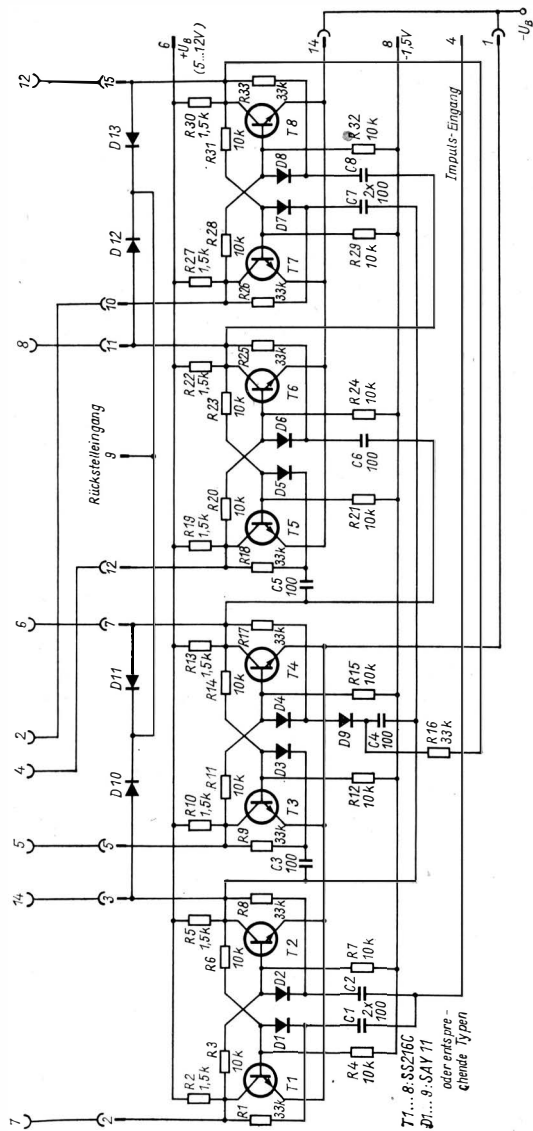 7
14
5
4
2
6
8
12
2
3
5
12
7
11
10
15
D10
D11
D12
D13
Rückstelleingang
9
6
+U_B
(5...12V)
R2
1,5k
R5
1,5k
R10
1,5k
R13
1,5k
R19
1,5k
R22
1,5k
R27
1,5k
R30
1,5k
R3
10k
R6
10k
R11
10k
R14
10k
R20
10k
R23
10k
R28
10k
R31
10k
R1
33k
R8
33k
R9
33k
R17
33k
R18
33k
R25
33k
R26
33k
R33
33k
T1
T2
T3
T4
T5
T6
T7
T8
D1
D2
D3
D4
D5
D6
D7
D8
C3
100
C5
100
14
R4
10k
C1
C2
2x
100
R7
10k
R12
10k
D9
C4
100
R15
10k
R21
10k
C6
100
R24
10k
R29
10k
C7
C8
2x
100
R32
10k
8
-1,5V
R16
33k
4
Impuls-Eingang
1
-U_B
T1...8:SS216C
D1...9:SAY 11
oder entspre-
chende Typen